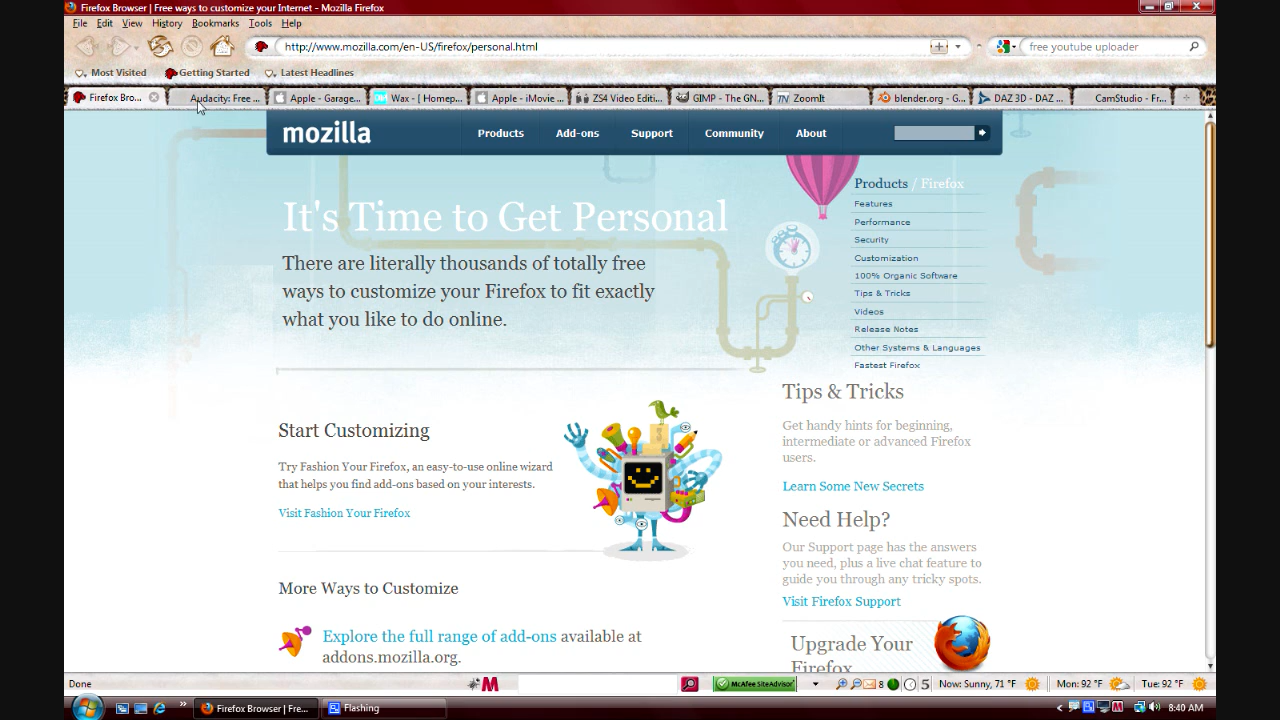 Firefox Browser | Free ways to customize your Internet - Mozilla Firefox
File Edit View History Bookmarks Tools Help
http://www.mozilla.com/en-US/firefox/personal.html
free youtube uploader
Most Visited Getting Started Latest Headlines
Firefox Bro... Audacity: Free ... Apple - Garage... Wax - [ Homep... Apple - iMovie ... ZS4 Video Editi... GIMP - The GN... ZoomIt blender.org - G... DAZ 3D - DAZ ... CamStudio - Fr...
mozilla Products Add-ons Support Community About
Products / Firefox
Features
Performance
Security
Customization
100% Organic Software
Tips & Tricks
Videos
Release Notes
Other Systems & Languages
Fastest Firefox
It's Time to Get Personal
There are literally thousands of totally free
ways to customize your Firefox to fit exactly
what you like to do online.
Start Customizing
Try Fashion Your Firefox, an easy-to-use online wizard
that helps you find add-ons based on your interests.
Visit Fashion Your Firefox
More Ways to Customize
Explore the full range of add-ons available at
addons.mozilla.org.
Tips & Tricks
Get handy hints for beginning,
intermediate or advanced Firefox
users.
Learn Some New Secrets
Need Help?
Our Support page has the answers
you need, plus a live chat feature to
guide you through any tricky spots.
Visit Firefox Support
Upgrade Your
Firefox
Done
McAfee SiteAdvisor
8
5
Now: Sunny, 71 °F
Mon: 92 °F
Tue: 92 °F
Firefox Browser | Fre...
Flashing
8:40 AM